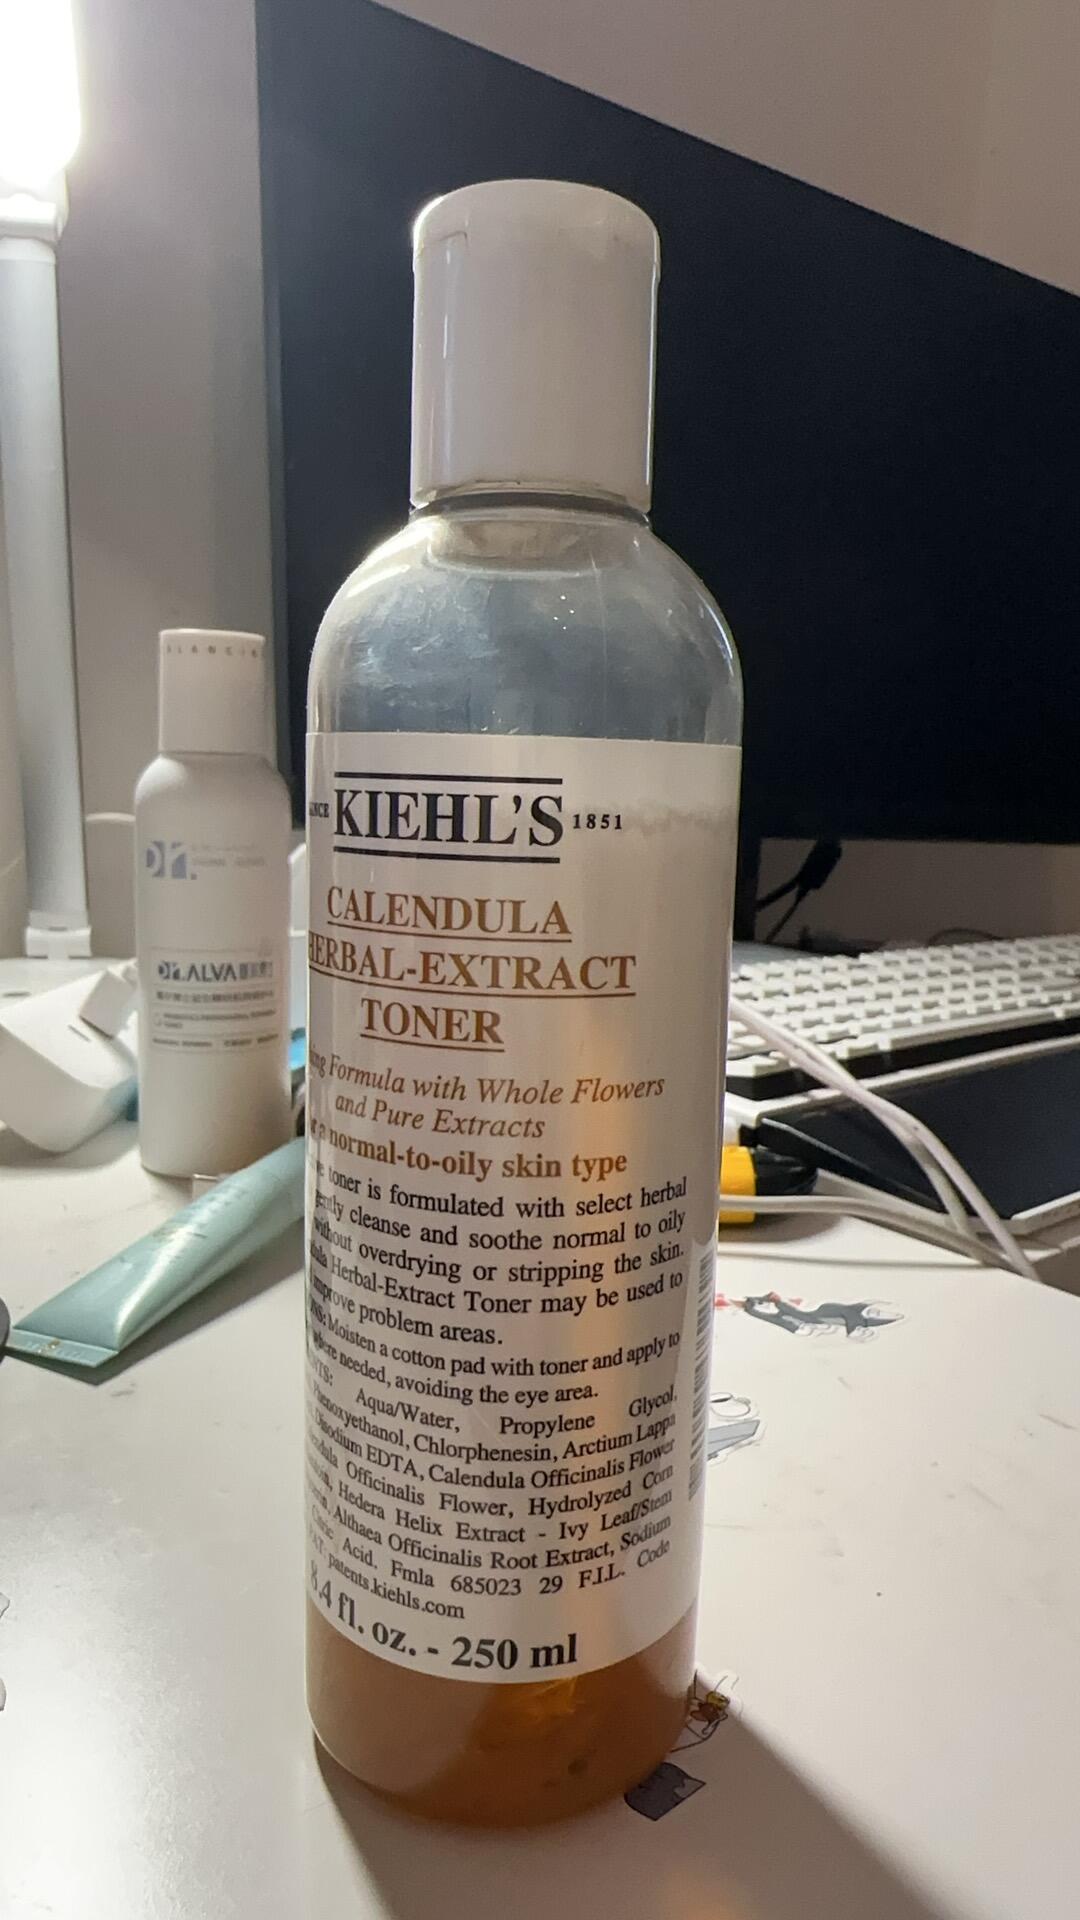 KIEHL'S 1851
CALENDULA
HERBAL-EXTRACT
TONER
Formula with Whole Flowers
and Pure Extracts
normal-to-oily skin type
toner is formulated with select herbal
cleanse and soothe normal to oily
without overdrying or stripping the skin.
Herbal-Extract Toner may be used to
improve problem areas.
Moisten a cotton pad with toner and apply to
where needed, avoiding the eye area.
Aqua/Water, Propylene Glycol,
Phenoxyethanol, Chlorphenesin, Arctium Lappa
Disodium EDTA, Calendula Officinalis Flower
Officinalis Flower, Hydrolyzed Corn
Hedera Helix Extract - Ivy Leaf/Stem
Althaea Officinalis Root Extract, Sodium
Citric Acid. Fmla 685023 29 F.I.L. Code
patents.kiehls.com
8.4 fl. oz. - 250 ml
Dr.
Dr.ALVA